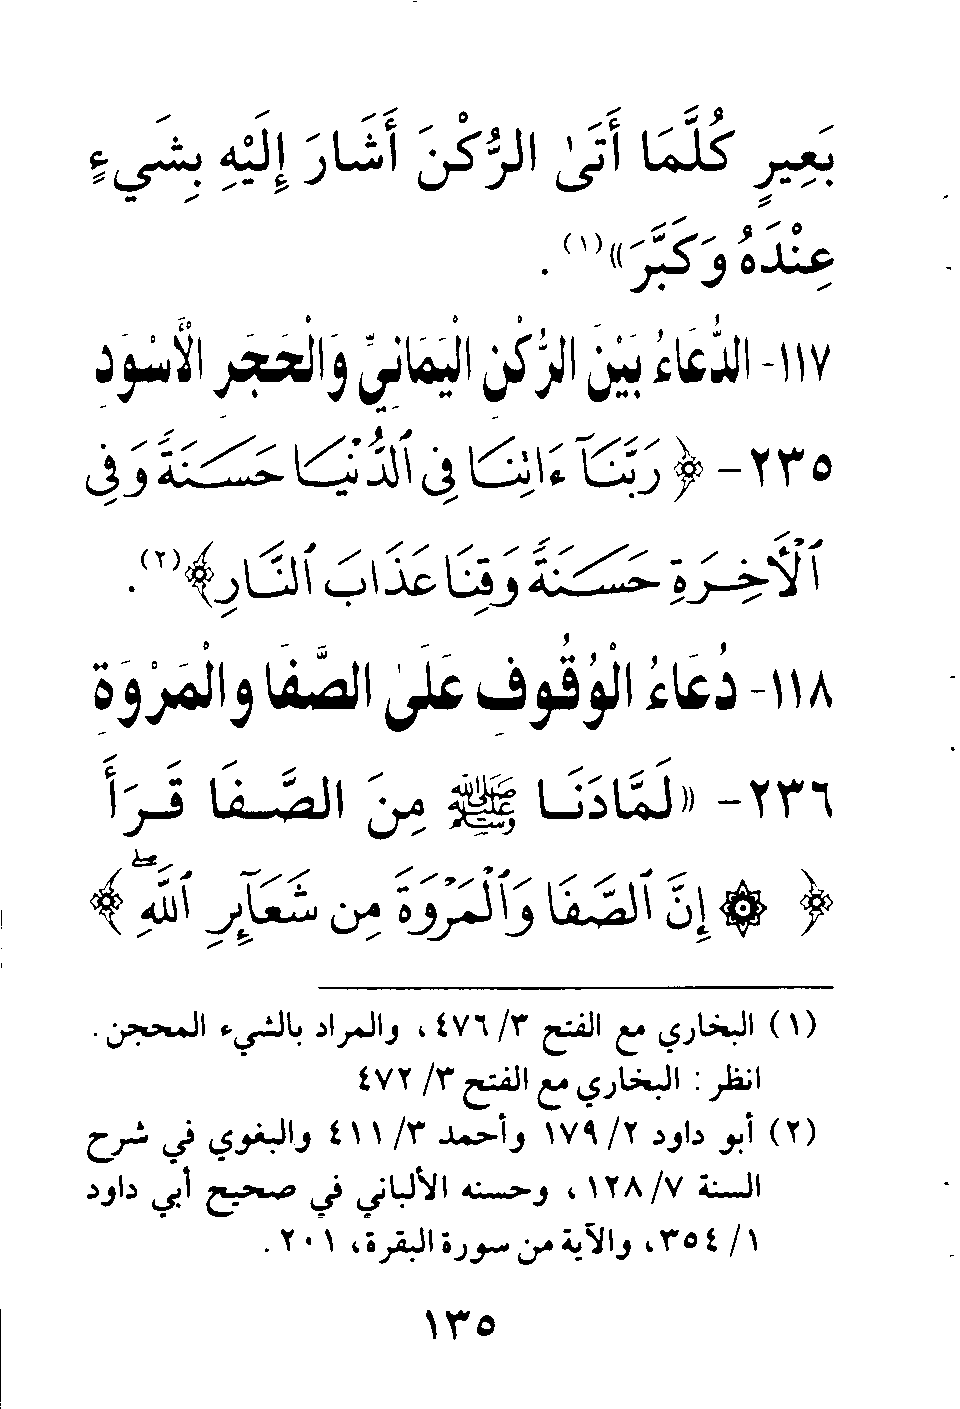 بَعِيرٍ كُلَّمَا أَتَىٰ الرُّكْنَ أَشَارَ إِلَيْهِ بِشَيءٍ
عِنْدَهُ وَكَبَّرَ»(١).
١١٧- الدُّعَاءُ بَيْنَ الرُّكْنِ الْيَمَانِيِّ وَالْحَجَرِ الْأَسْوَدِ
٢٣٥- ﴿رَبَّنَآ ءَاتِنَا فِى ٱلدُّنْيَا حَسَنَةً وَفِى
ٱلْأَخِرَةِ حَسَنَةً وَقِنَا عَذَابَ ٱلنَّارِ﴾(٢).
١١٨- دُعَاءُ الْوُقُوفِ عَلَىٰ الصَّفَا والْمَرْوَةِ
٢٣٦- «لَمَّا دَنَا ﷺ مِنَ الصَّفَا قَرَأَ
﴿ ۞ إِنَّ ٱلصَّفَا وَٱلْمَرْوَةَ مِن شَعَآئِرِ ٱللَّهِۖ ﴾
(١) البخاري مع الفتح ٣/ ٤٧٦ ، والمراد بالشيء المحجن.
انظر : البخاري مع الفتح ٣/ ٤٧٢
(٢) أبو داود ٢/ ١٧٩ وأحمد ٣/ ٤١١ والبغوي في شرح
السنة ٧/ ١٢٨ ، وحسنه الألباني في صحيح أبي داود
١/ ٣٥٤ ، والآية من سورة البقرة، ٢٠١ .
١٣٥